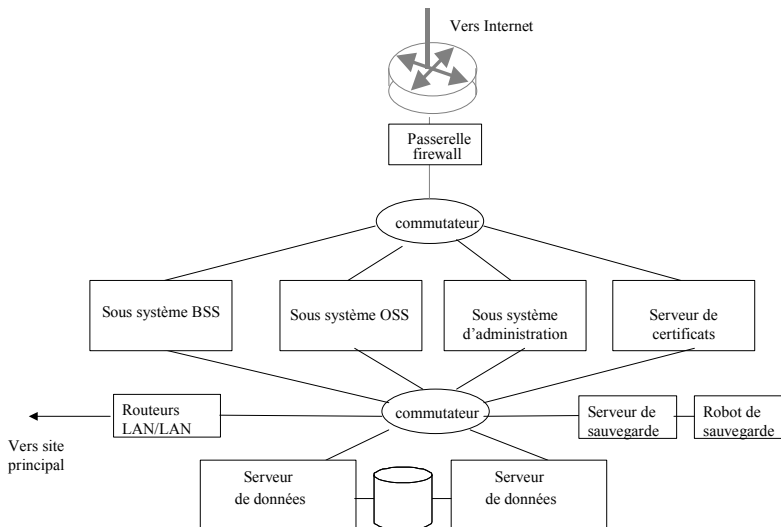 Vers Internet
Passerelle
firewall
commutateur
Sous système BSS
Sous système OSS
Sous système
d'administration
Serveur de
certificats
Routeurs
LAN/LAN
commutateur
Serveur de
sauvegarde
Robot de
sauvegarde
Vers site
principal
Serveur
de données
Serveur
de données